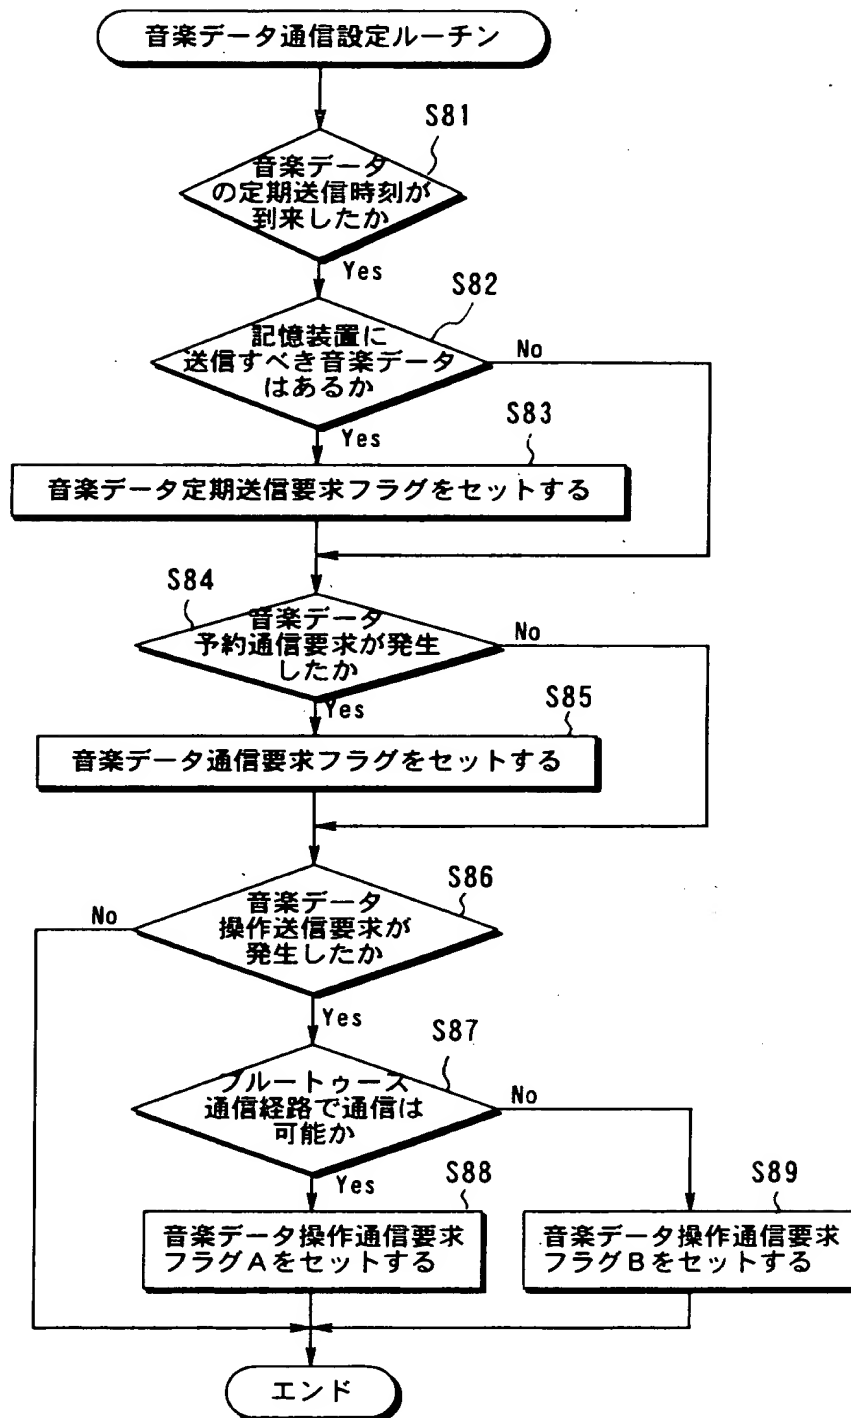 音楽データ通信設定ルーチン
S81
音楽データ
の定期送信時刻が
到来したか
Yes
S82
記憶装置に
送信すべき音楽データ
はあるか
No
Yes
S83
音楽データ定期送信要求フラグをセットする
S84
音楽データ
予約通信要求が発生
したか
No
Yes
S85
音楽データ通信要求フラグをセットする
S86
音楽データ
操作送信要求が
発生したか
No
Yes
S87
ブルートゥース
通信経路で通信は
可能か
No
Yes
S88
音楽データ操作通信要求
フラグAをセットする
S89
音楽データ操作通信要求
フラグBをセットする
エンド